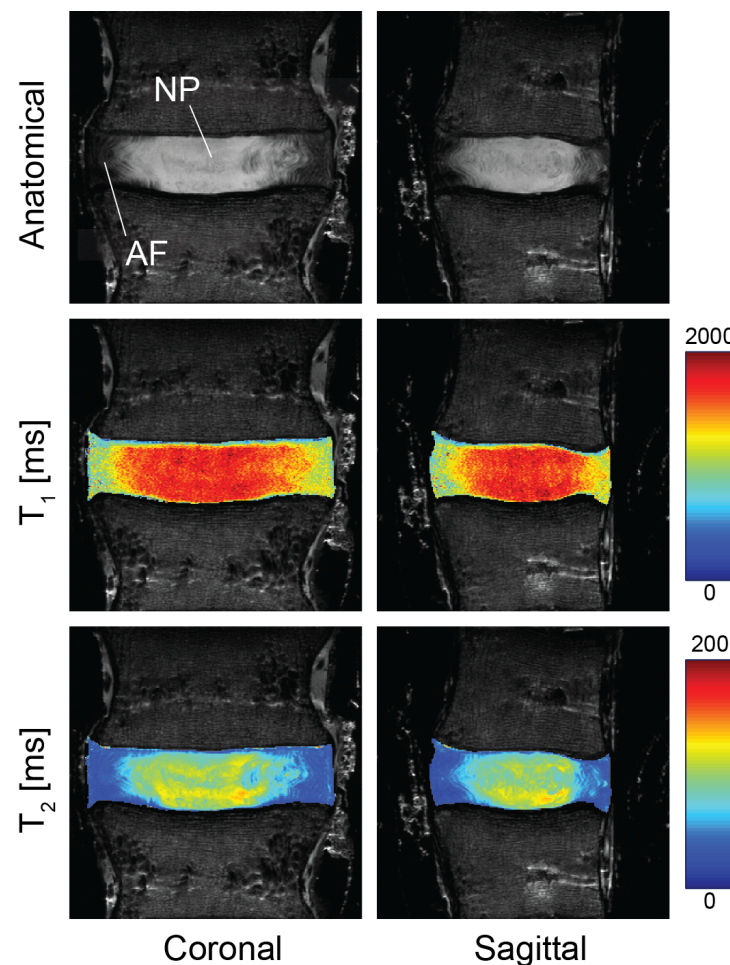 Anatomical
NP
AF
T₁ [ms]
2000
0
T₂ [ms]
200
0
Coronal
Sagittal